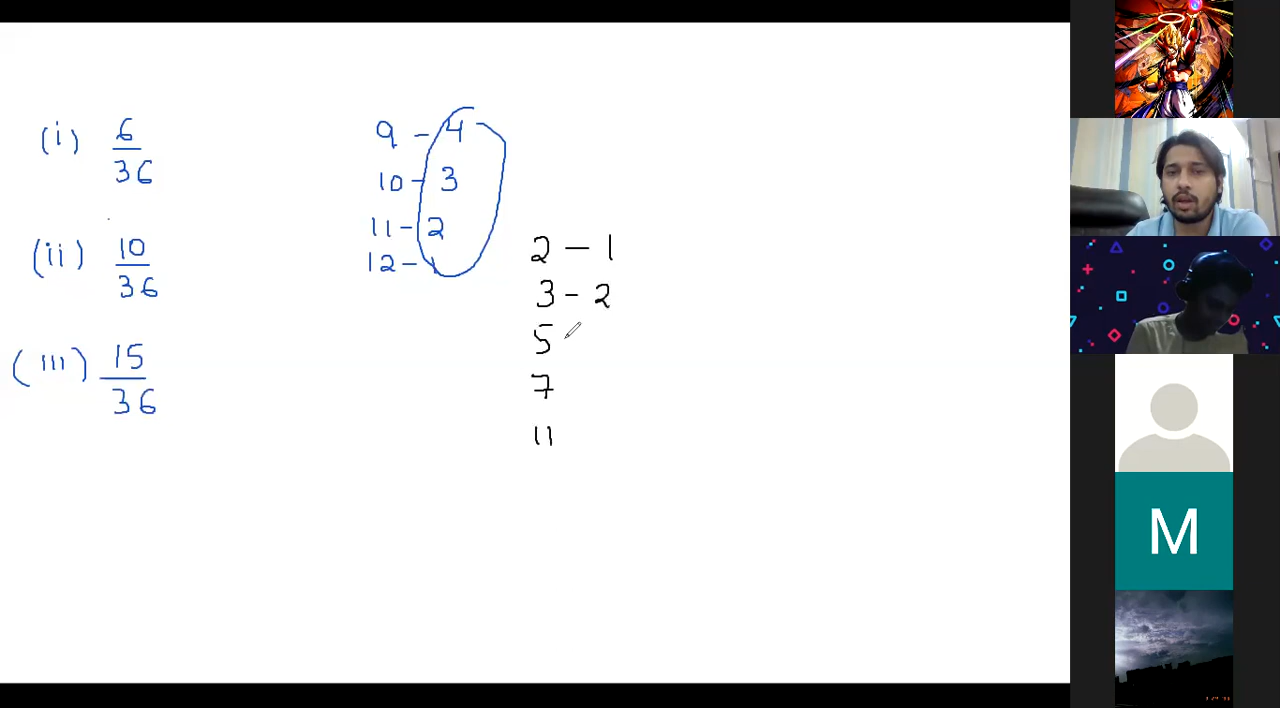 (i) 6/36
(ii) 10/36
(iii) 15/36
9 - 4
10 - 3
11 - 2
12 - 1
2 - 1
3 - 2
5
7
11
M